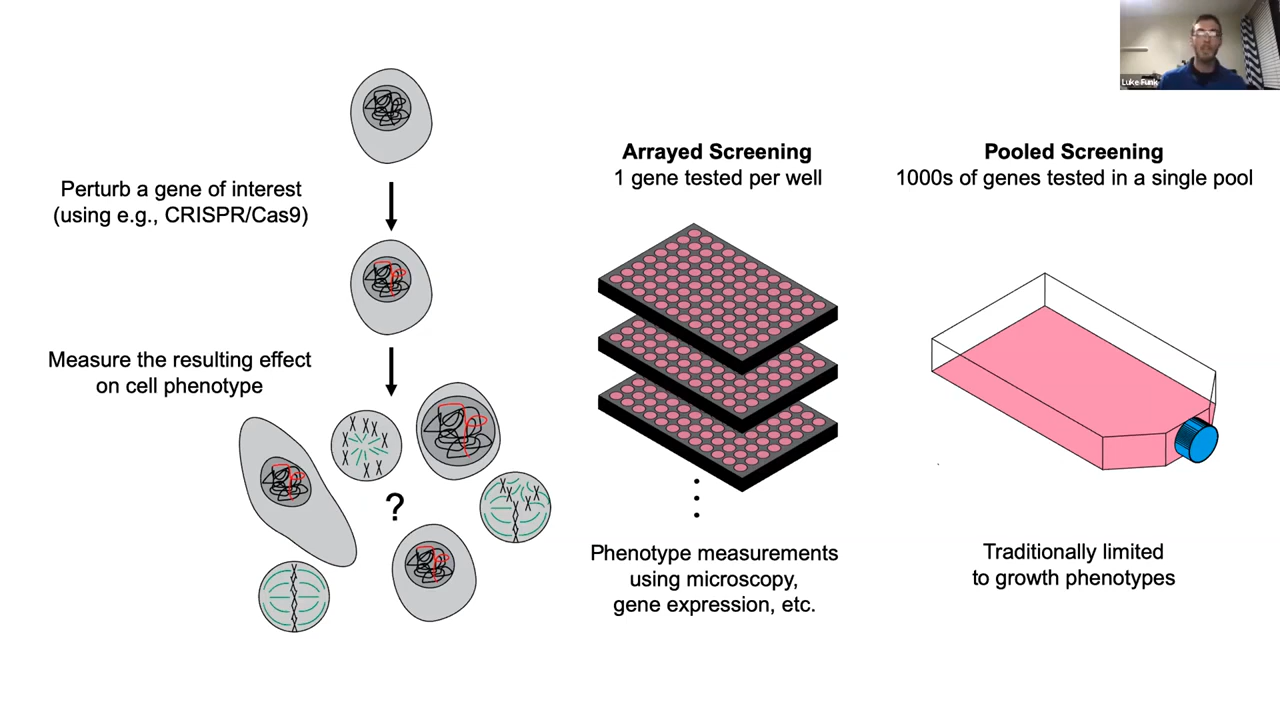 Luke Funk
Perturb a gene of interest
(using e.g., CRISPR/Cas9)
Measure the resulting effect
on cell phenotype
?
Arrayed Screening
1 gene tested per well
Phenotype measurements
using microscopy,
gene expression, etc.
Pooled Screening
1000s of genes tested in a single pool
Traditionally limited
to growth phenotypes